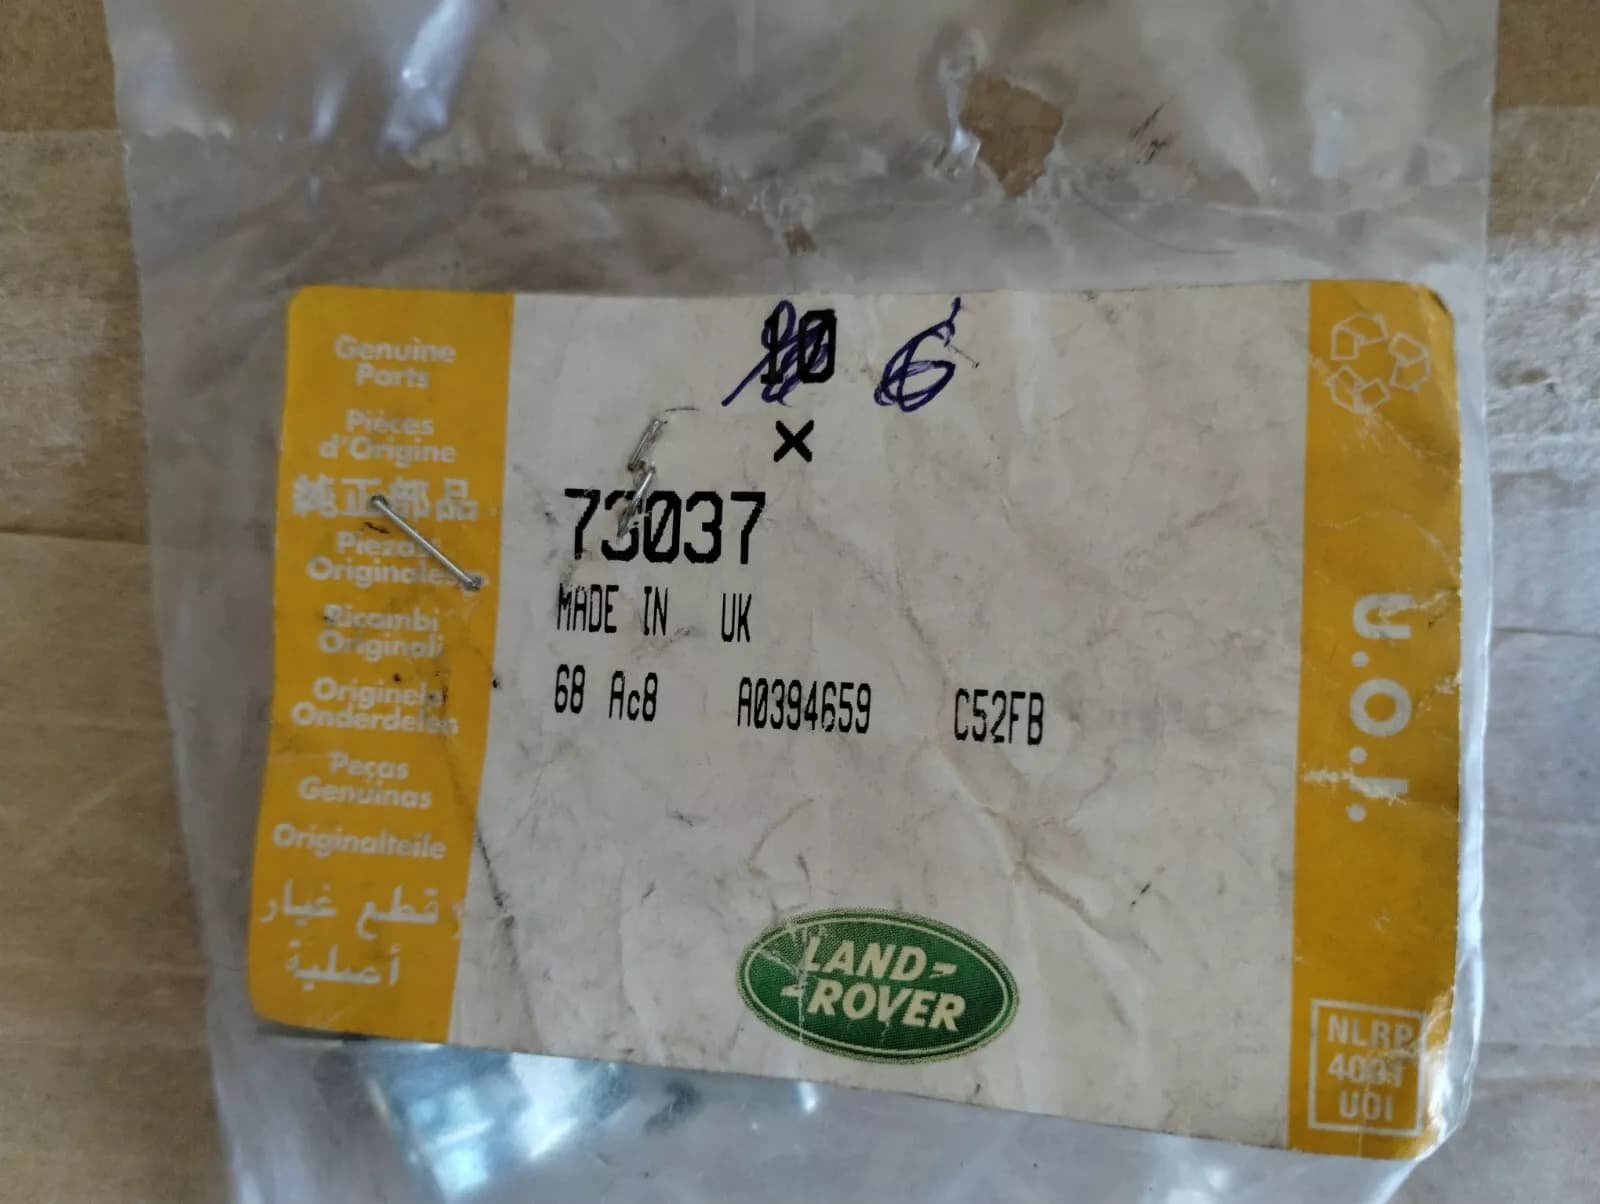 Genuine
Parts
Pièces
d'Origine
純正部品
Piezas
Originales
Ricambi
Originali
Originele
Onderdelen
Peças
Genuinas
Originalteile
قطع غيار
أصلية
10 6
x
73037
MADE IN UK
68 Ac8 A0394659 C52FB
LAND-
-ROVER
U.O.I.
NLRP
4001
UOI